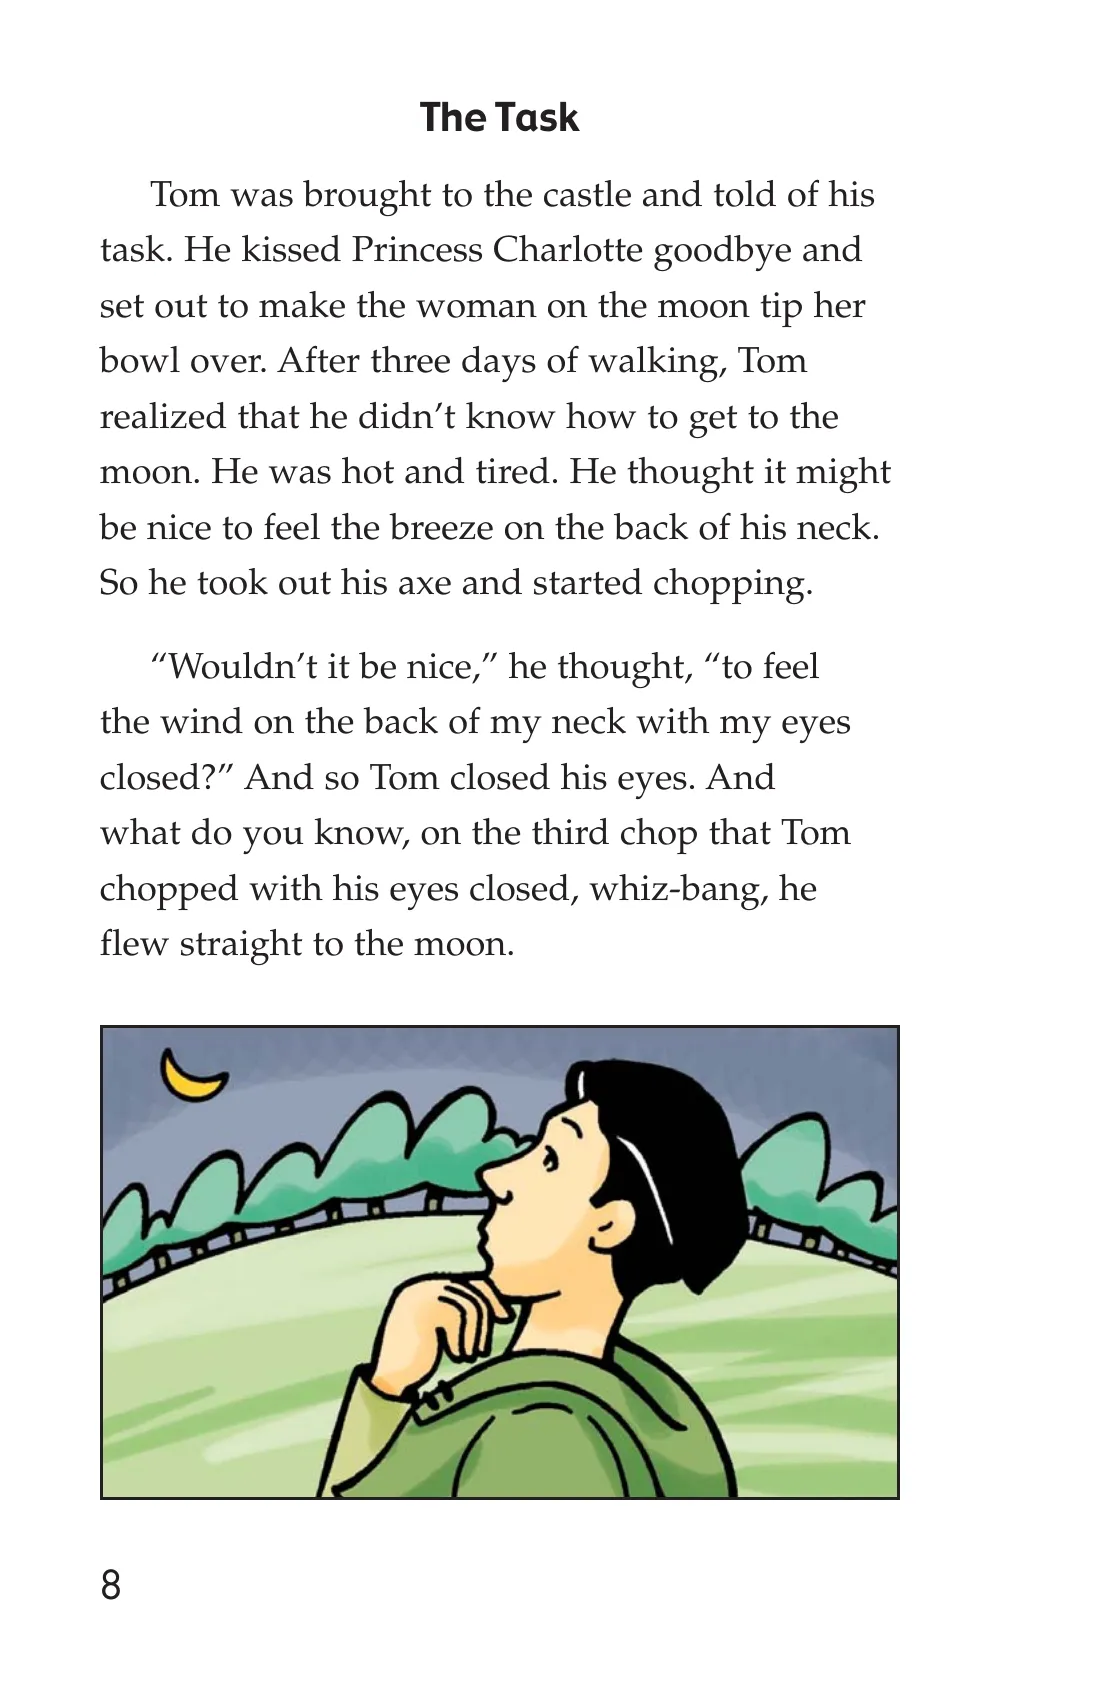 The Task
Tom was brought to the castle and told of his
task. He kissed Princess Charlotte goodbye and
set out to make the woman on the moon tip her
bowl over. After three days of walking, Tom
realized that he didn’t know how to get to the
moon. He was hot and tired. He thought it might
be nice to feel the breeze on the back of his neck.
So he took out his axe and started chopping.
“Wouldn’t it be nice,” he thought, “to feel
the wind on the back of my neck with my eyes
closed?” And so Tom closed his eyes. And
what do you know, on the third chop that Tom
chopped with his eyes closed, whiz-bang, he
flew straight to the moon.
8